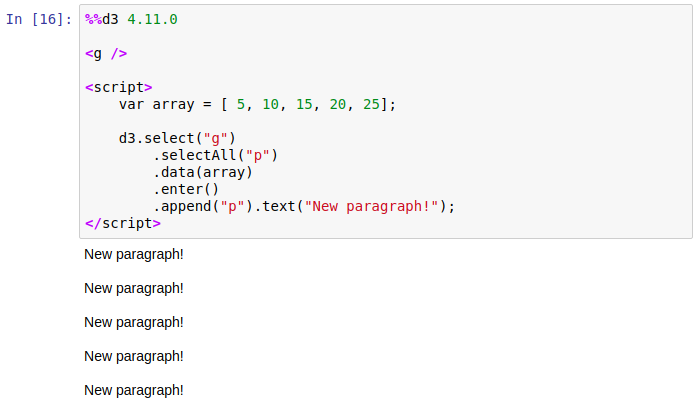 In [16]: %%d3 4.11.0
<g />
<script>
var array = [ 5, 10, 15, 20, 25];
d3.select("g")
.selectAll("p")
.data(array)
.enter()
.append("p").text("New paragraph!");
</script>
New paragraph!
New paragraph!
New paragraph!
New paragraph!
New paragraph!